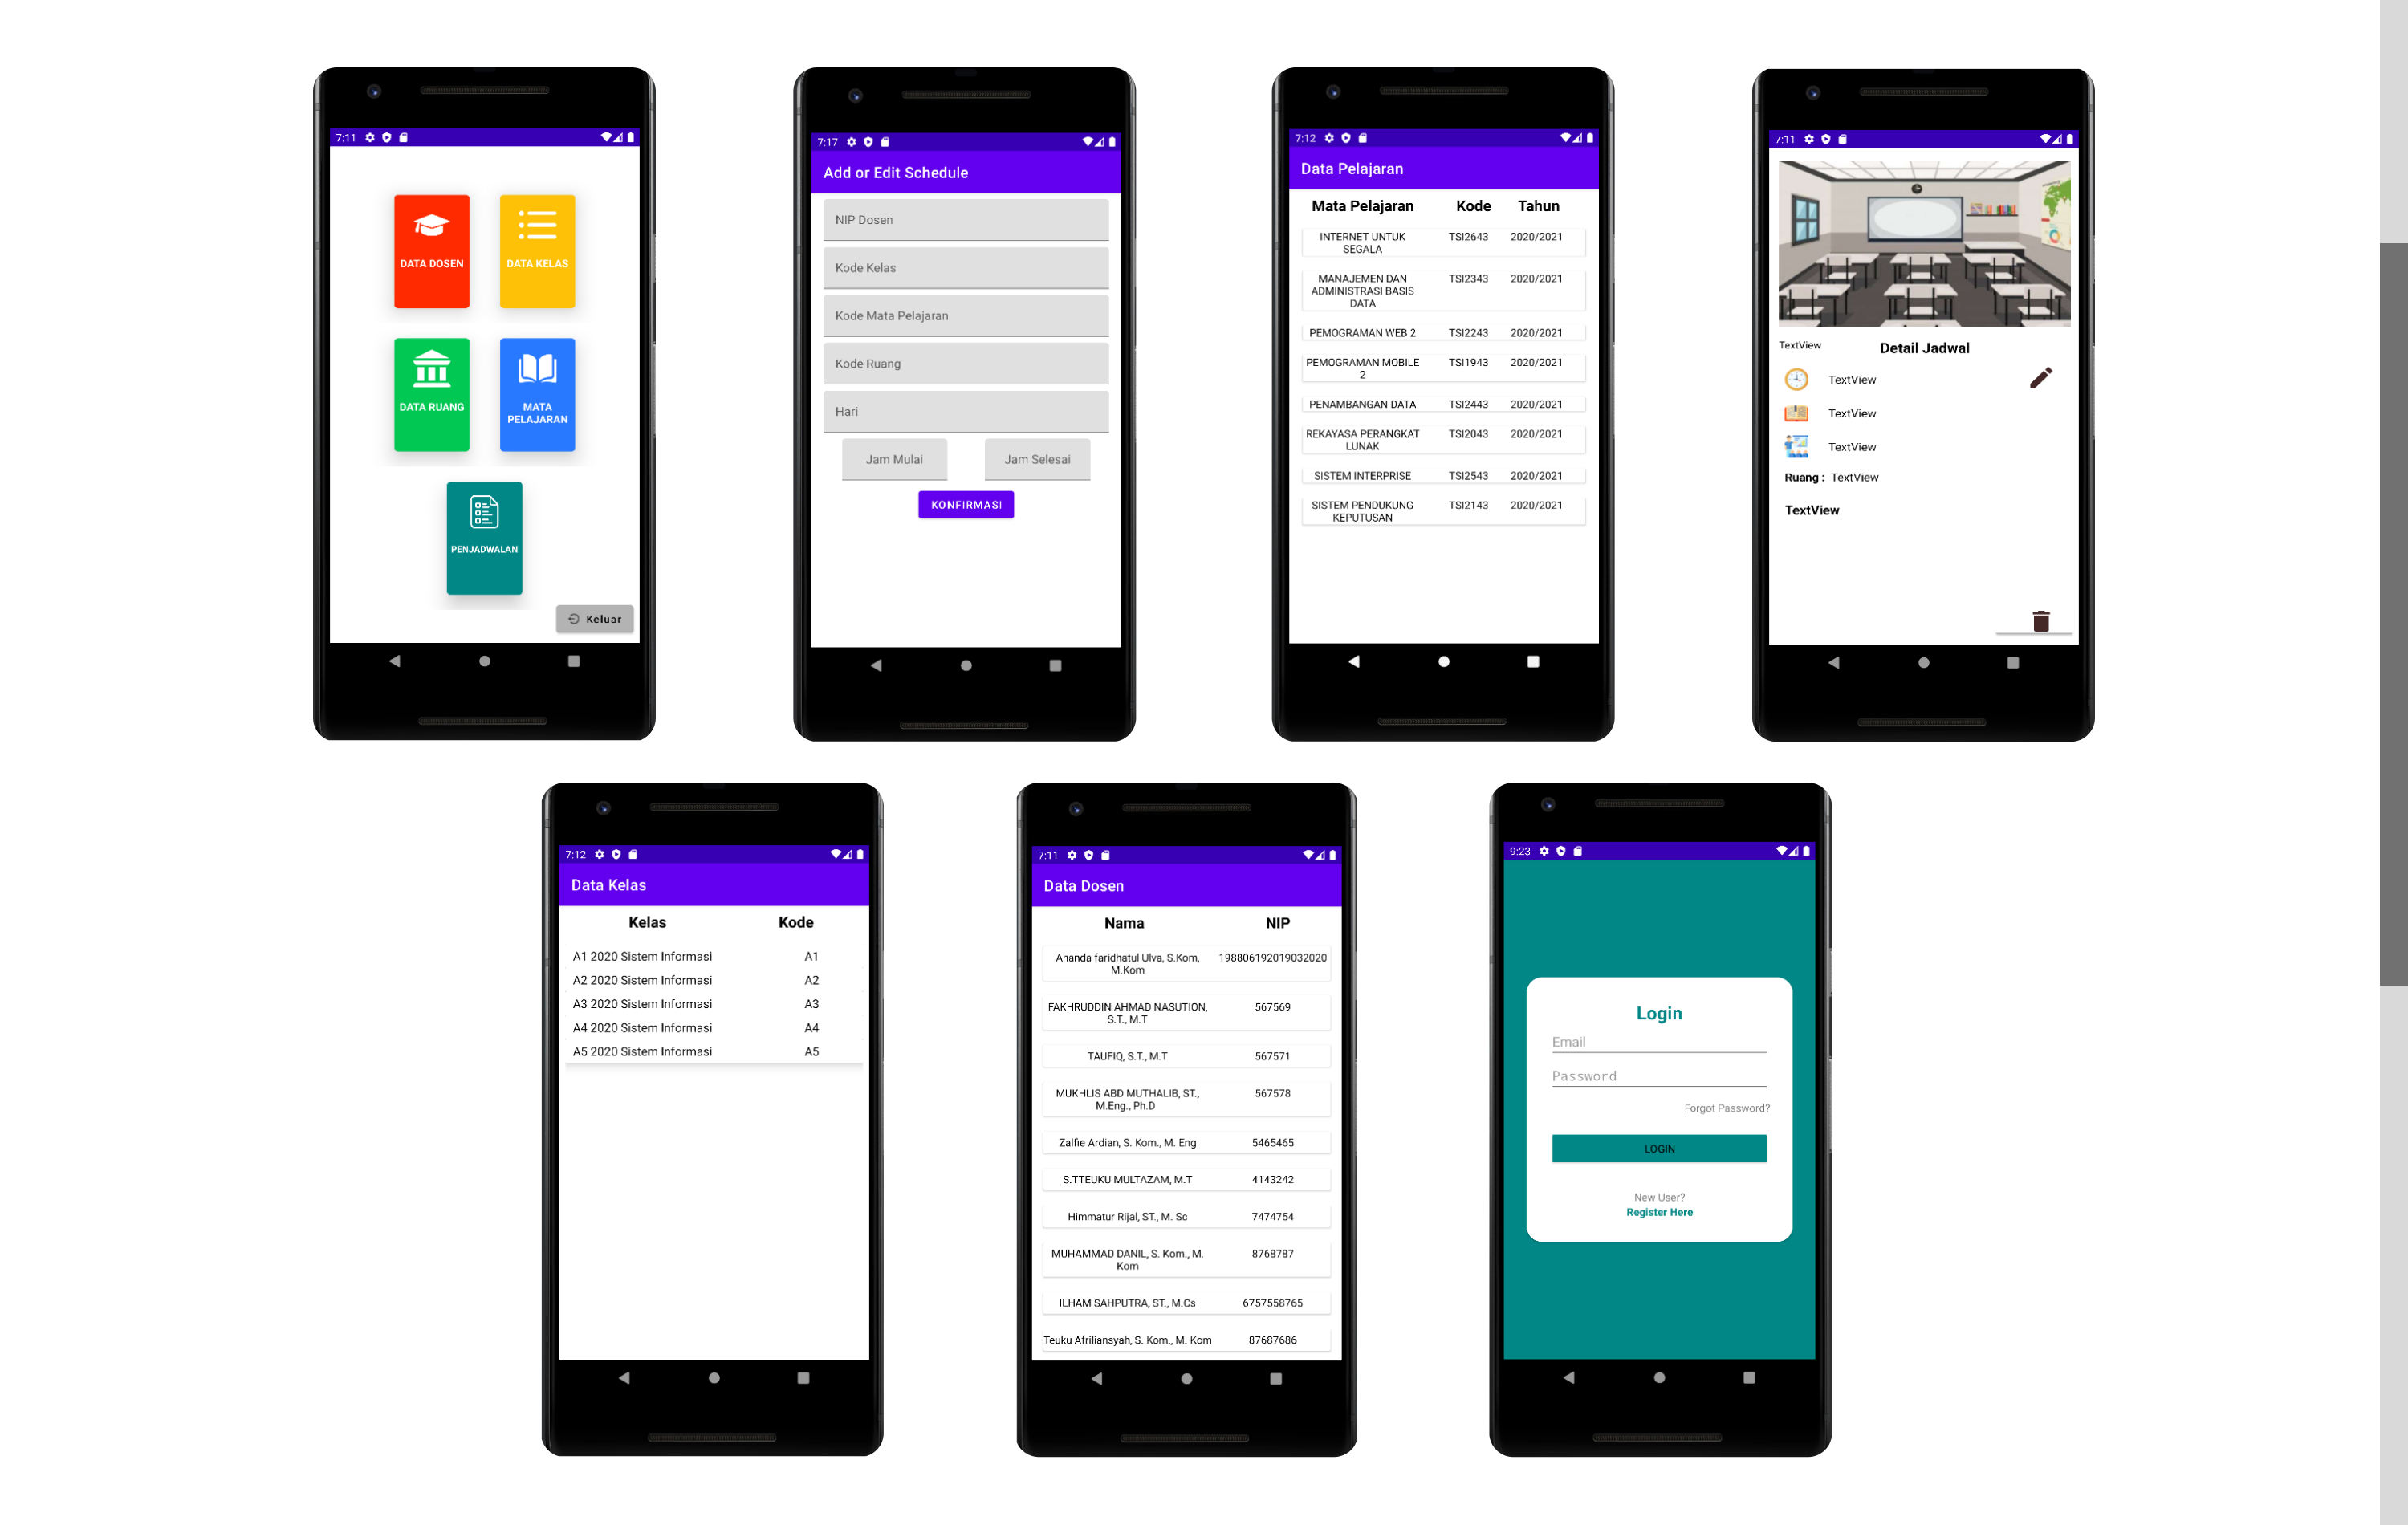 7:11
DATA DOSEN
DATA KELAS
DATA RUANG
MATA
PELAJARAN
PENJADWALAN
Keluar
7:17
Add or Edit Schedule
NIP Dosen
Kode Kelas
Kode Mata Pelajaran
Kode Ruang
Hari
Jam Mulai
Jam Selesai
KONFIRMASI
7:12
Data Pelajaran
Mata Pelajaran Kode Tahun
INTERNET UNTUK TSI2643 2020/2021
SEGALA
MANAJEMEN DAN TSI2343 2020/2021
ADMINISTRASI BASIS
DATA
PEMOGRAMAN WEB 2 TSI2243 2020/2021
PEMOGRAMAN MOBILE TSI1943 2020/2021
2
PENAMBANGAN DATA TSI2443 2020/2021
REKAYASA PERANGKAT TSI2043 2020/2021
LUNAK
SISTEM INTERPRISE TSI2543 2020/2021
SISTEM PENDUKUNG TSI2143 2020/2021
KEPUTUSAN
7:11
TextView
Detail Jadwal
TextView
TextView
TextView
Ruang : TextView
TextView
7:12
Data Kelas
Kelas Kode
A1 2020 Sistem Informasi A1
A2 2020 Sistem Informasi A2
A3 2020 Sistem Informasi A3
A4 2020 Sistem Informasi A4
A5 2020 Sistem Informasi A5
7:11
Data Dosen
Nama NIP
Ananda faridhatul Ulva, S.Kom, 198806192019032020
M.Kom
FAKHRUDDIN AHMAD NASUTION, 567569
S.T., M.T
TAUFIQ, S.T., M.T 567571
MUKHLIS ABD MUTHALIB, ST., 567578
M.Eng., Ph.D
Zalfie Ardian, S. Kom., M. Eng 5465465
S.TTEUKU MULTAZAM, M.T 4143242
Himmatur Rijal, ST., M. Sc 7474754
MUHAMMAD DANIL, S. Kom., M. 8768787
Kom
ILHAM SAHPUTRA, ST., M.Cs 6757558765
Teuku Afriliansyah, S. Kom., M. Kom 87687686
9:23
Login
Email
Password
Forgot Password?
LOGIN
New User?
Register Here